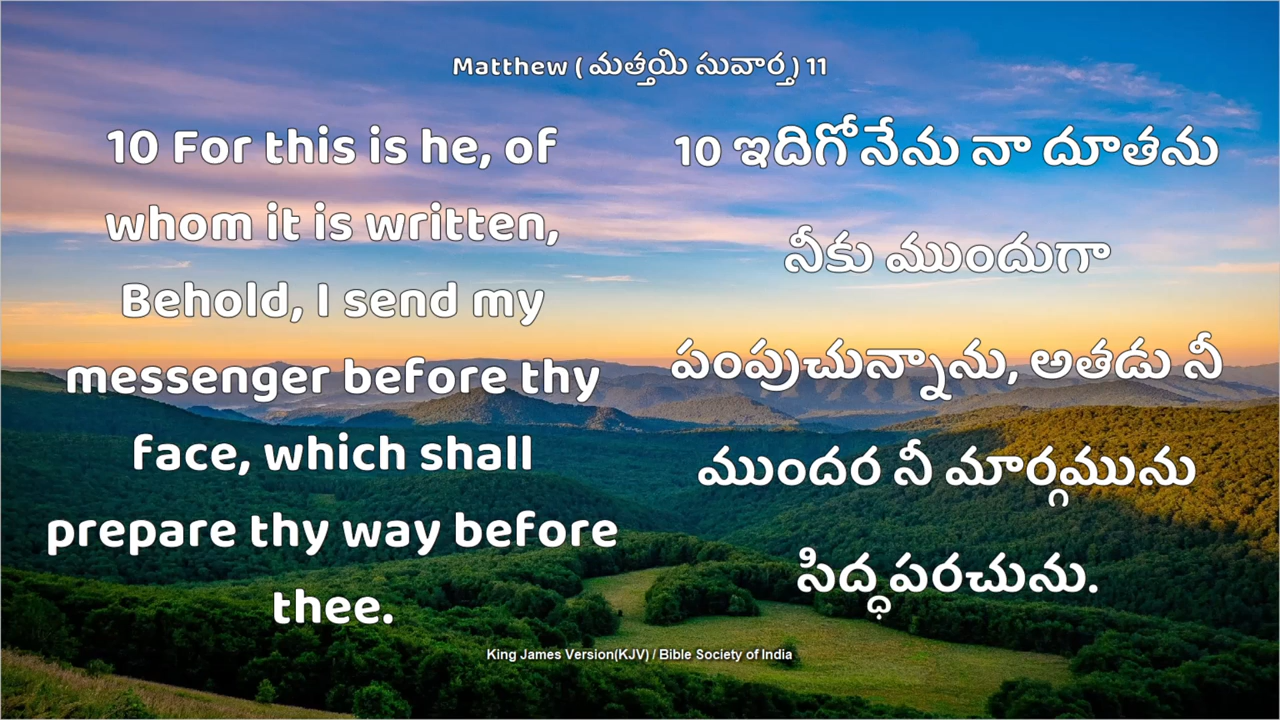 Matthew ( మత్తయి సువార్త) 11
10 For this is he, of
whom it is written,
Behold, I send my
messenger before thy
face, which shall
prepare thy way before
thee.
10 ఇదిగో నేను నా దూతను
నీకు ముందుగా
పంపుచున్నాను, అతడు నీ
ముందర నీ మార్గమును
సిద్ధపరచును.
King James Version(KJV) / Bible Society of India